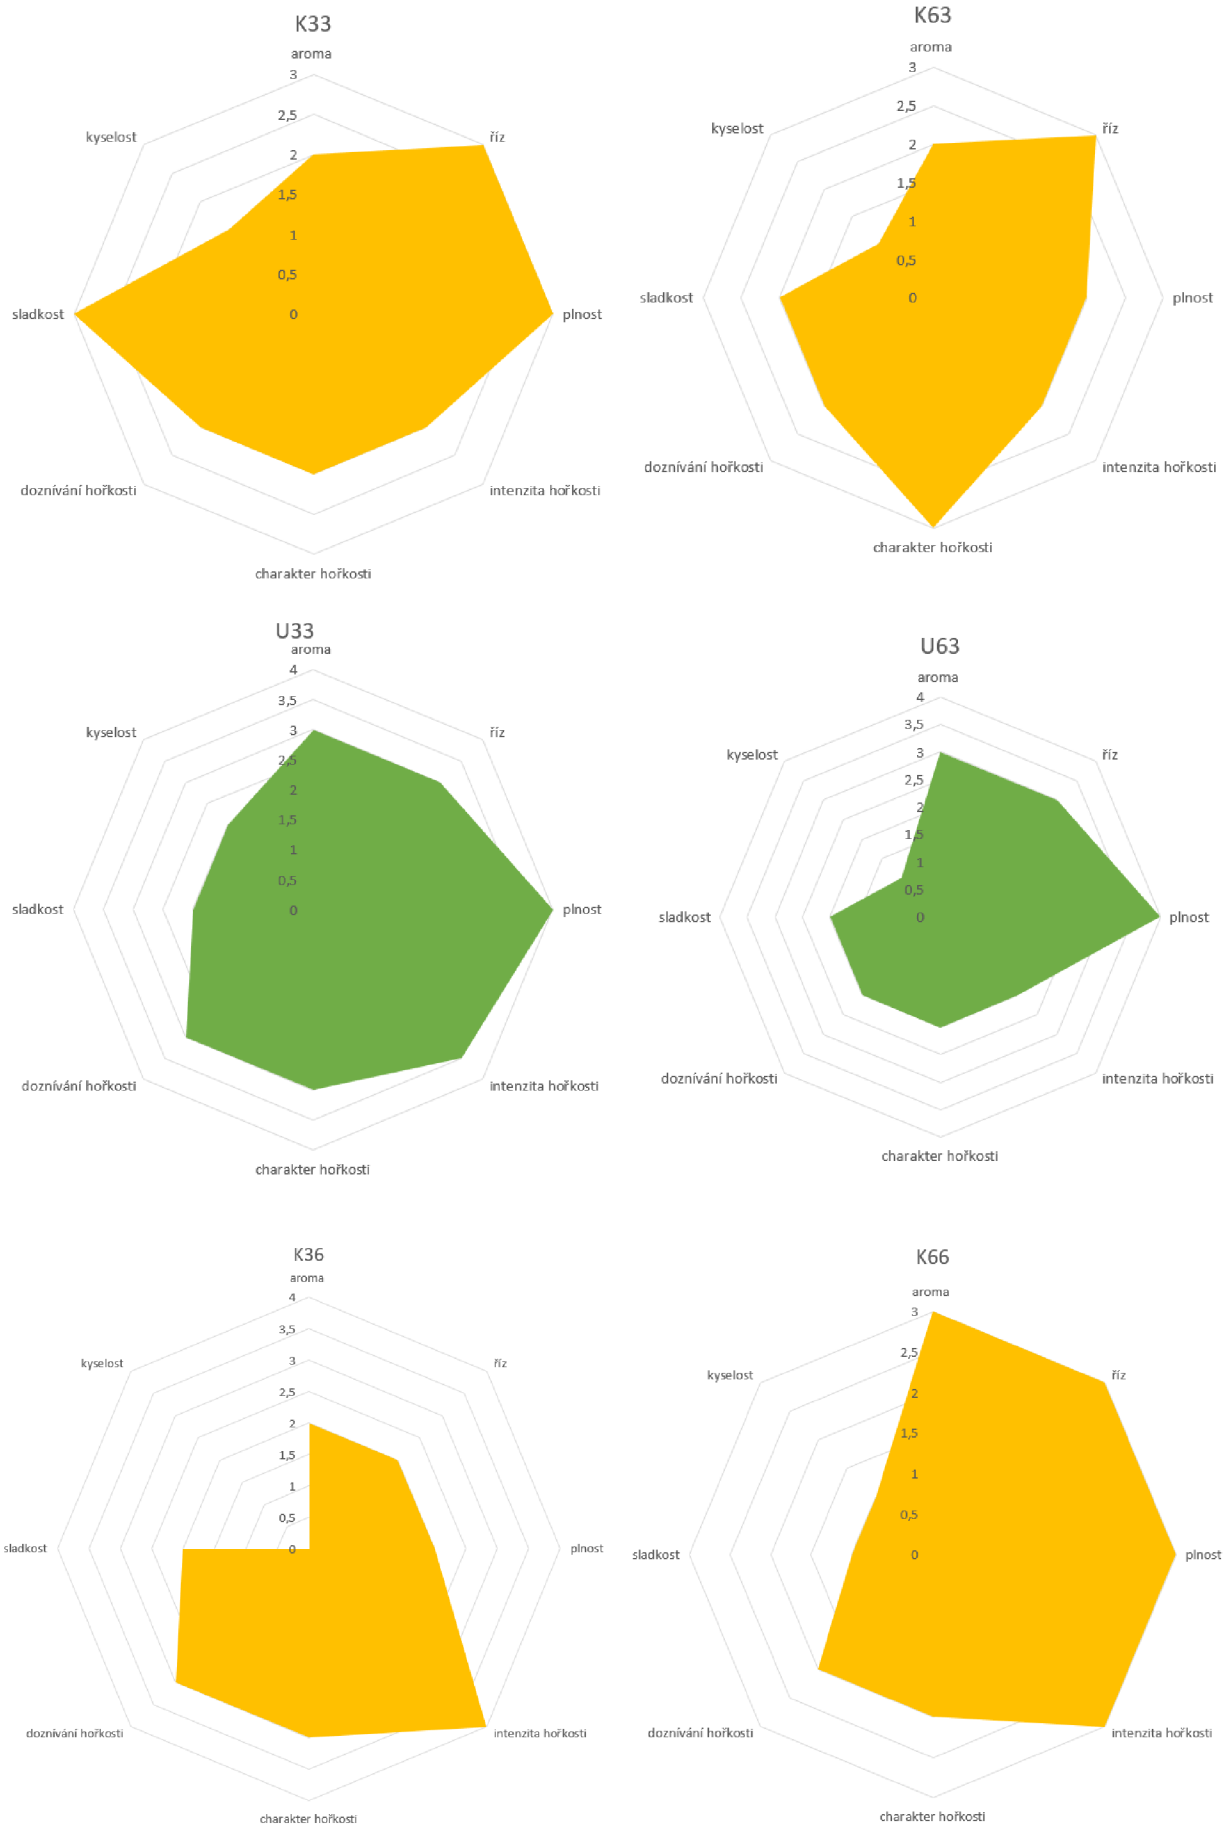 K33
aroma
3
2,5
2
1,5
1
0,5
0
kyselost
říz
sladkost
plnost
doznívání hořkosti
intenzita hořkosti
charakter hořkosti
K63
aroma
3
2,5
2
1,5
1
0,5
0
kyselost
říz
sladkost
plnost
doznívání hořkosti
intenzita hořkosti
charakter hořkosti
U33
aroma
4
3,5
3
2,5
2
1,5
1
0,5
0
kyselost
říz
sladkost
plnost
doznívání hořkosti
intenzita hořkosti
charakter hořkosti
U63
aroma
4
3,5
3
2,5
2
1,5
1
0,5
0
kyselost
říz
sladkost
plnost
doznívání hořkosti
intenzita hořkosti
charakter hořkosti
K36
aroma
4
3,5
3
2,5
2
1,5
1
0,5
0
kyselost
říz
sladkost
plnost
doznívání hořkosti
intenzita hořkosti
charakter hořkosti
K66
aroma
3
2,5
2
1,5
1
0,5
0
kyselost
říz
sladkost
plnost
doznívání hořkosti
intenzita hořkosti
charakter hořkosti